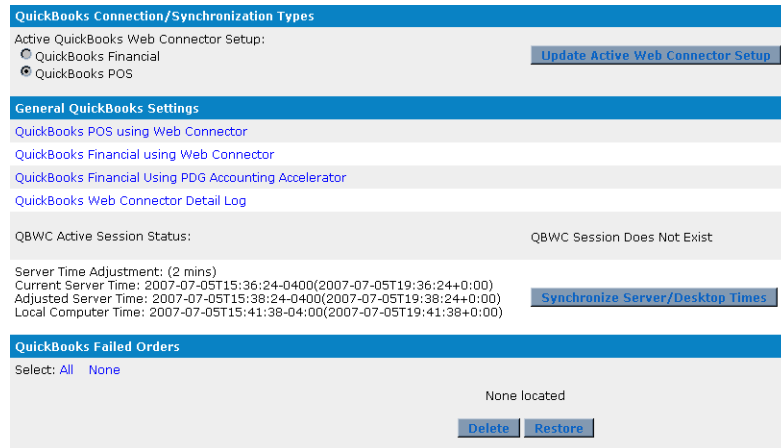 QuickBooks Connection/Synchronization Types
Active QuickBooks Web Connector Setup:
QuickBooks Financial
QuickBooks POS
Update Active Web Connector Setup
General QuickBooks Settings
QuickBooks POS using Web Connector
QuickBooks Financial using Web Connector
QuickBooks Financial Using PDG Accounting Accelerator
QuickBooks Web Connector Detail Log
QBWC Active Session Status:
QBWC Session Does Not Exist
Server Time Adjustment: (2 mins)
Current Server Time: 2007-07-05T15:36:24-0400(2007-07-05T19:36:24+0:00)
Adjusted Server Time: 2007-07-05T15:38:24-0400(2007-07-05T19:38:24+0:00)
Local Computer Time: 2007-07-05T15:41:38-04:00(2007-07-05T19:41:38+0:00)
Synchronize Server/Desktop Times
QuickBooks Failed Orders
Select: All None
None located
Delete Restore